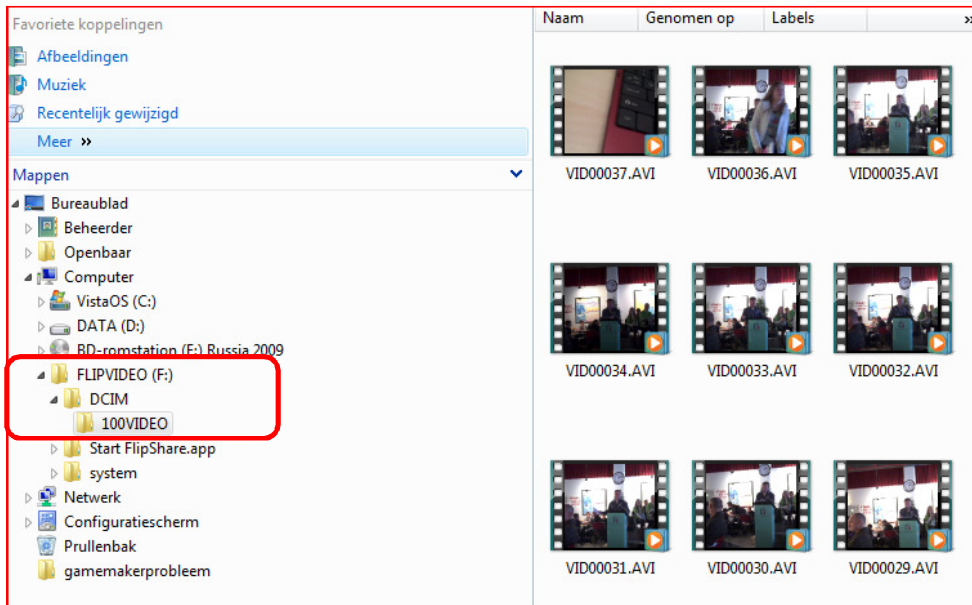 Favoriete koppelingen
Afbeeldingen
Muziek
Recentelijk gewijzigd
Meer »
Mappen
Bureaublad
Beheerder
Openbaar
Computer
VistaOS (C:)
DATA (D:)
BD-romstation (E:) Russia 2009
FLIPVIDEO (F:)
DCIM
100VIDEO
Start FlipShare.app
system
Netwerk
Configuratiescherm
Prullenbak
gamemakerprobleem
Naam Genomen op Labels »
VID00037.AVI VID00036.AVI VID00035.AVI
VID00034.AVI VID00033.AVI VID00032.AVI
VID00031.AVI VID00030.AVI VID00029.AVI